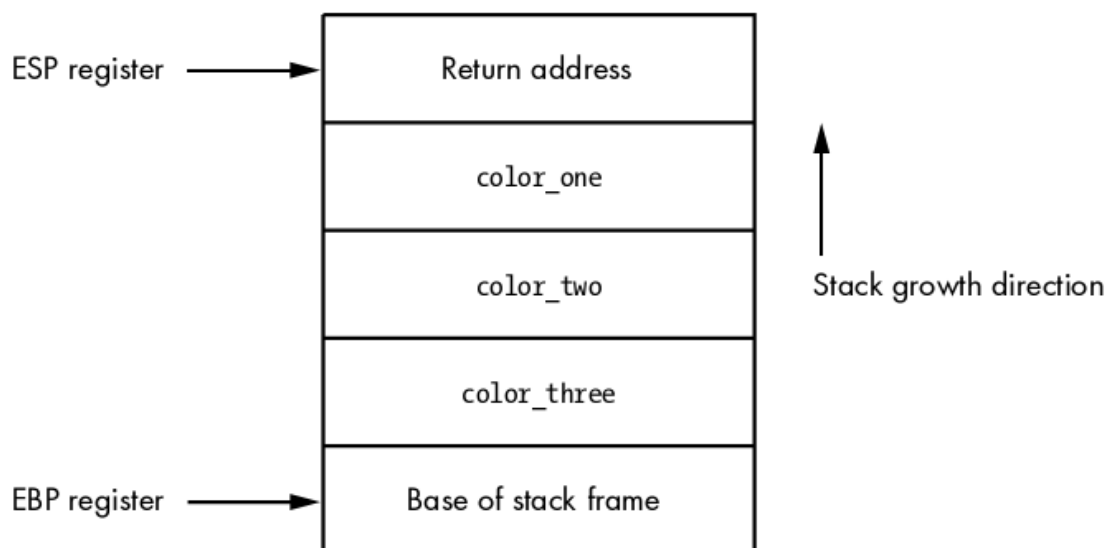 ESP register
Return address
color_one
color_two
Stack growth direction
color_three
EBP register
Base of stack frame